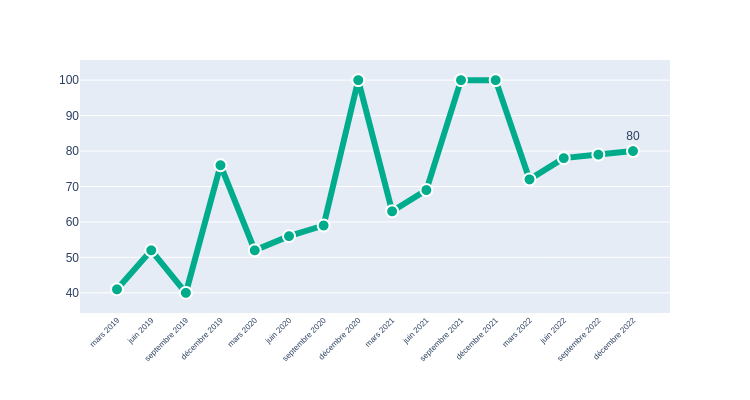 100
90
80
70
60
50
40
80
mars 2019
juin 2019
septembre 2019
décembre 2019
mars 2020
juin 2020
septembre 2020
décembre 2020
mars 2021
juin 2021
septembre 2021
décembre 2021
mars 2022
juin 2022
septembre 2022
décembre 2022